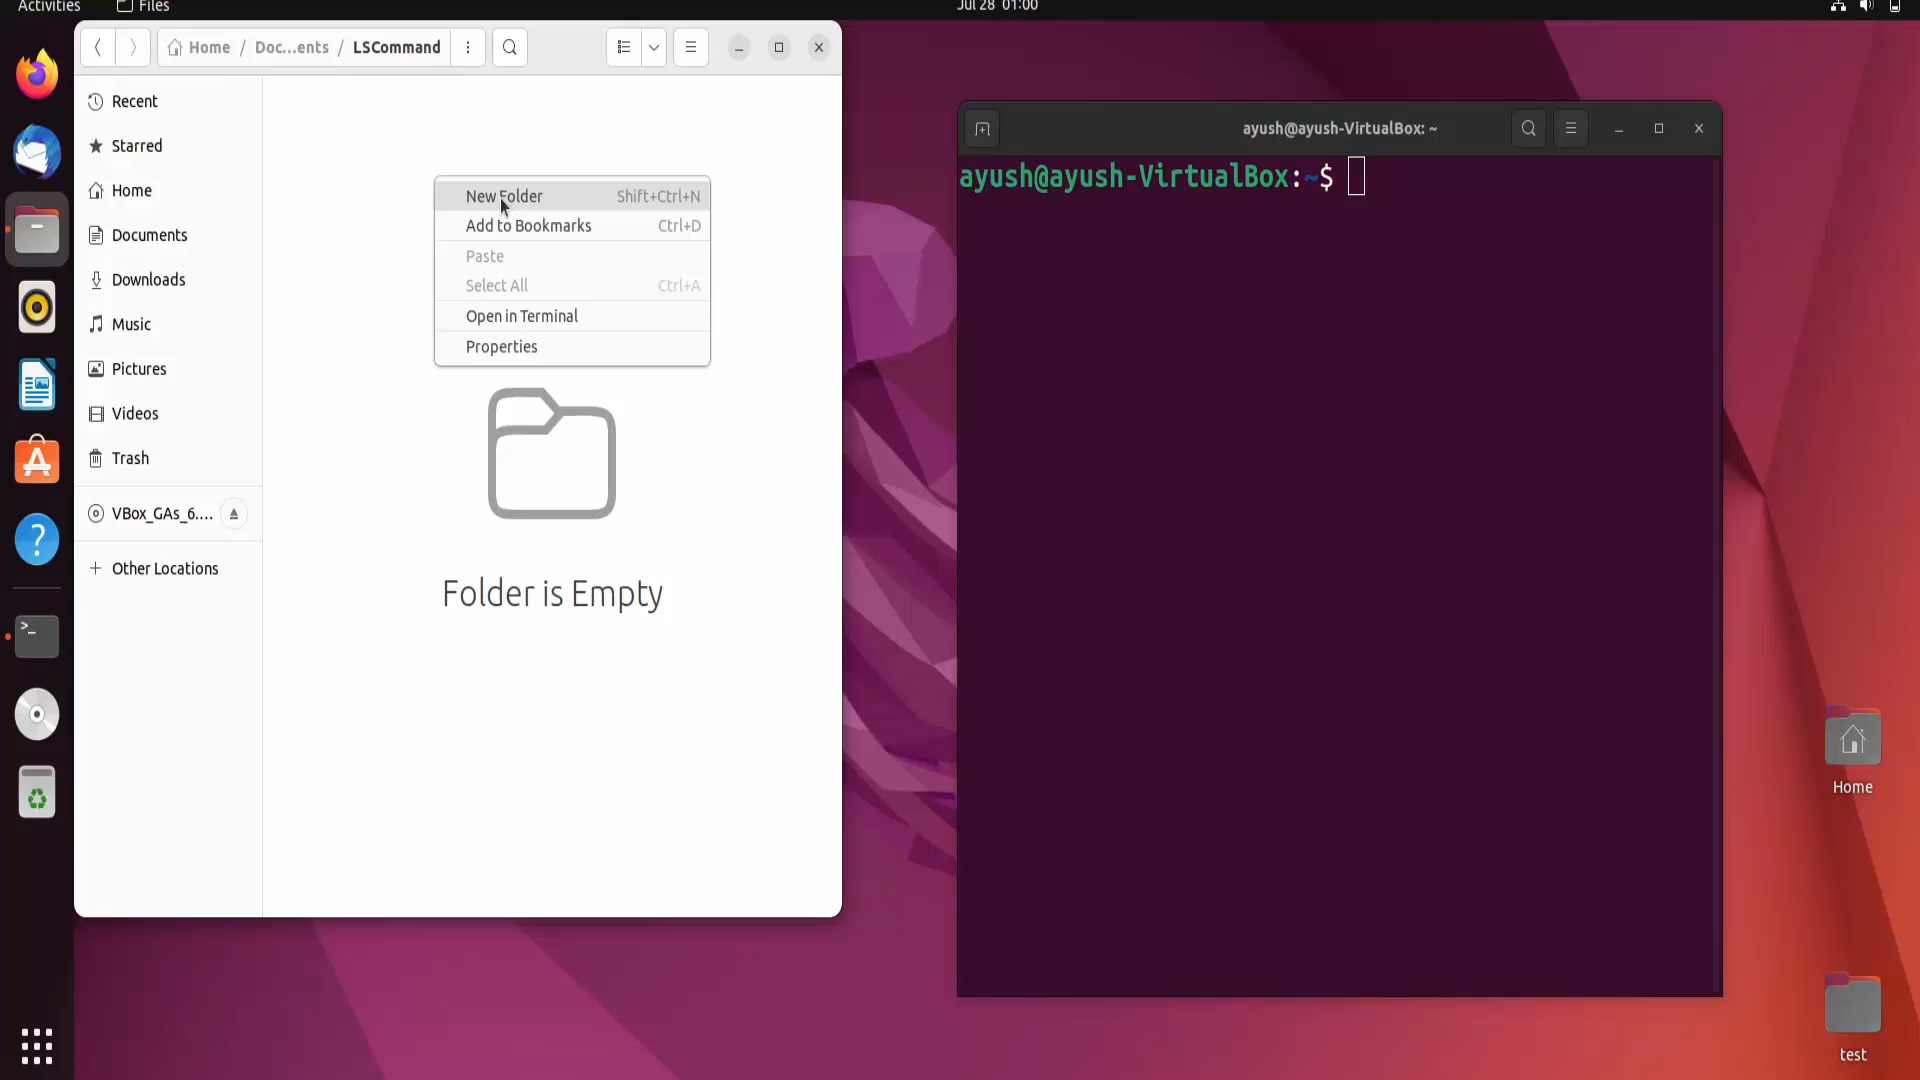 Activities
Files
Jul 28 01:00
Home / Doc...ents / LSCommand
Recent
Starred
Home
Documents
Downloads
Music
Pictures
Videos
Trash
VBox_GAs_6....
+ Other Locations
New Folder Shift+Ctrl+N
Add to Bookmarks Ctrl+D
Paste
Select All Ctrl+A
Open in Terminal
Properties
Folder is Empty
ayush@ayush-VirtualBox: ~
ayush@ayush-VirtualBox:~$
Home
test